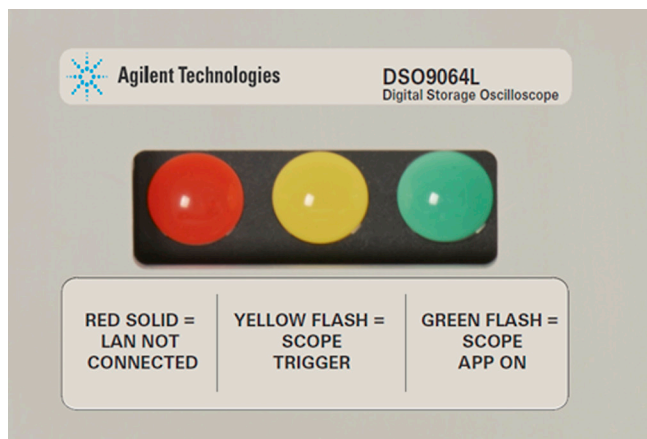 Agilent Technologies
DSO9064L
Digital Storage Oscilloscope
RED SOLID =
LAN NOT
CONNECTED
YELLOW FLASH =
SCOPE
TRIGGER
GREEN FLASH =
SCOPE
APP ON